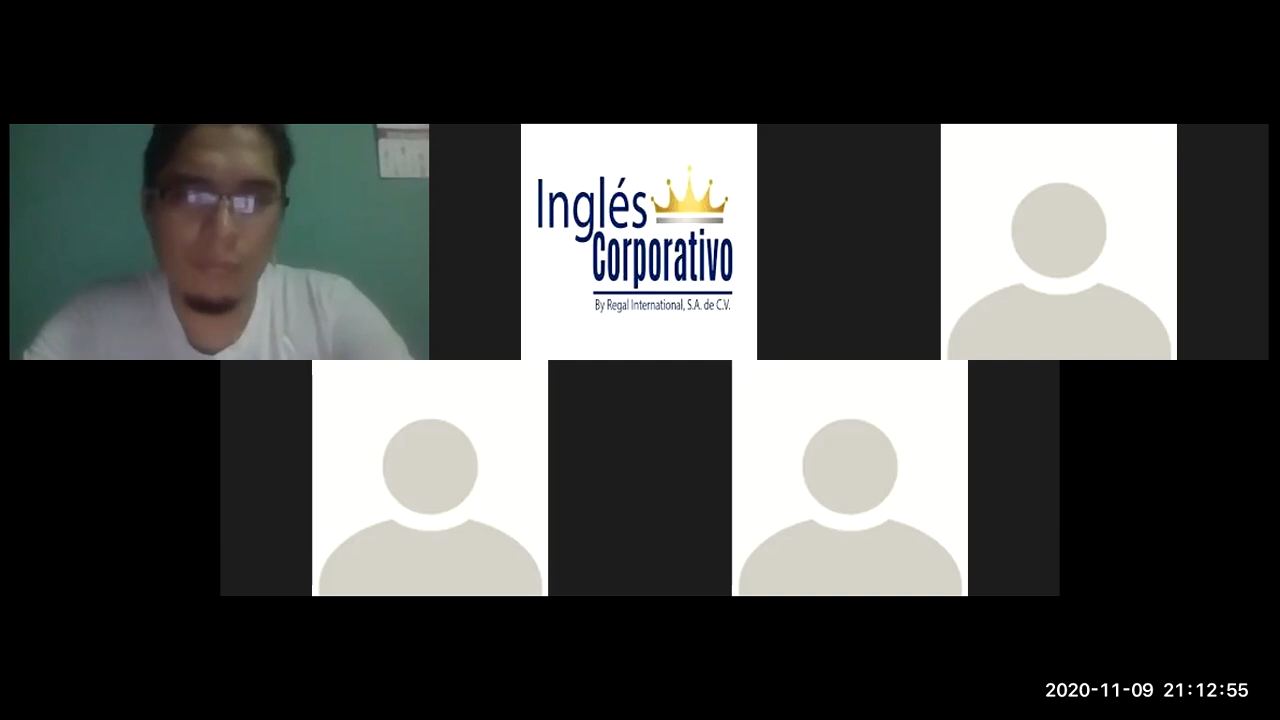 Inglés
Corporativo
By Regal International, S.A. de C.V.
2020-11-09 21:12:55